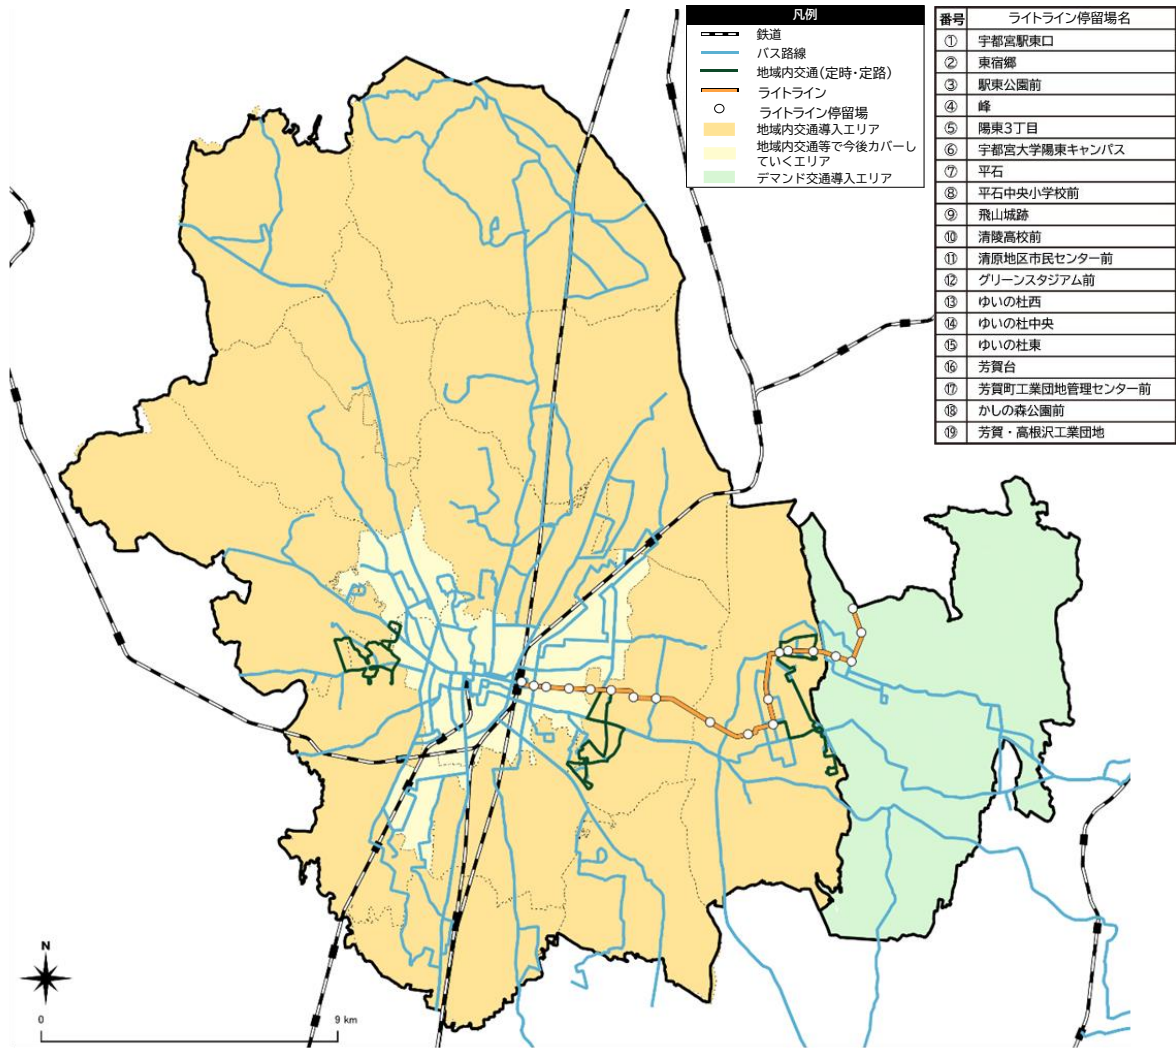 凡例
鉄道
バス路線
地域内交通(定時・定路)
ライトライン
ライトライン停留場
地域内交通導入エリア
地域内交通等で今後カバーし
ていくエリア
デマンド交通導入エリア
番号 ライトライン停留場名
① 宇都宮駅東口
② 東宿郷
③ 駅東公園前
④ 峰
⑤ 陽東3丁目
⑥ 宇都宮大学陽東キャンパス
⑦ 平石
⑧ 平石中央小学校前
⑨ 飛山城跡
⑩ 清陵高校前
⑪ 清原地区市民センター前
⑫ グリーンスタジアム前
⑬ ゆいの杜西
⑭ ゆいの杜中央
⑮ ゆいの杜東
⑯ 芳賀台
⑰ 芳賀町工業団地管理センター前
⑱ かしの森公園前
⑲ 芳賀・高根沢工業団地
N
0 9 km